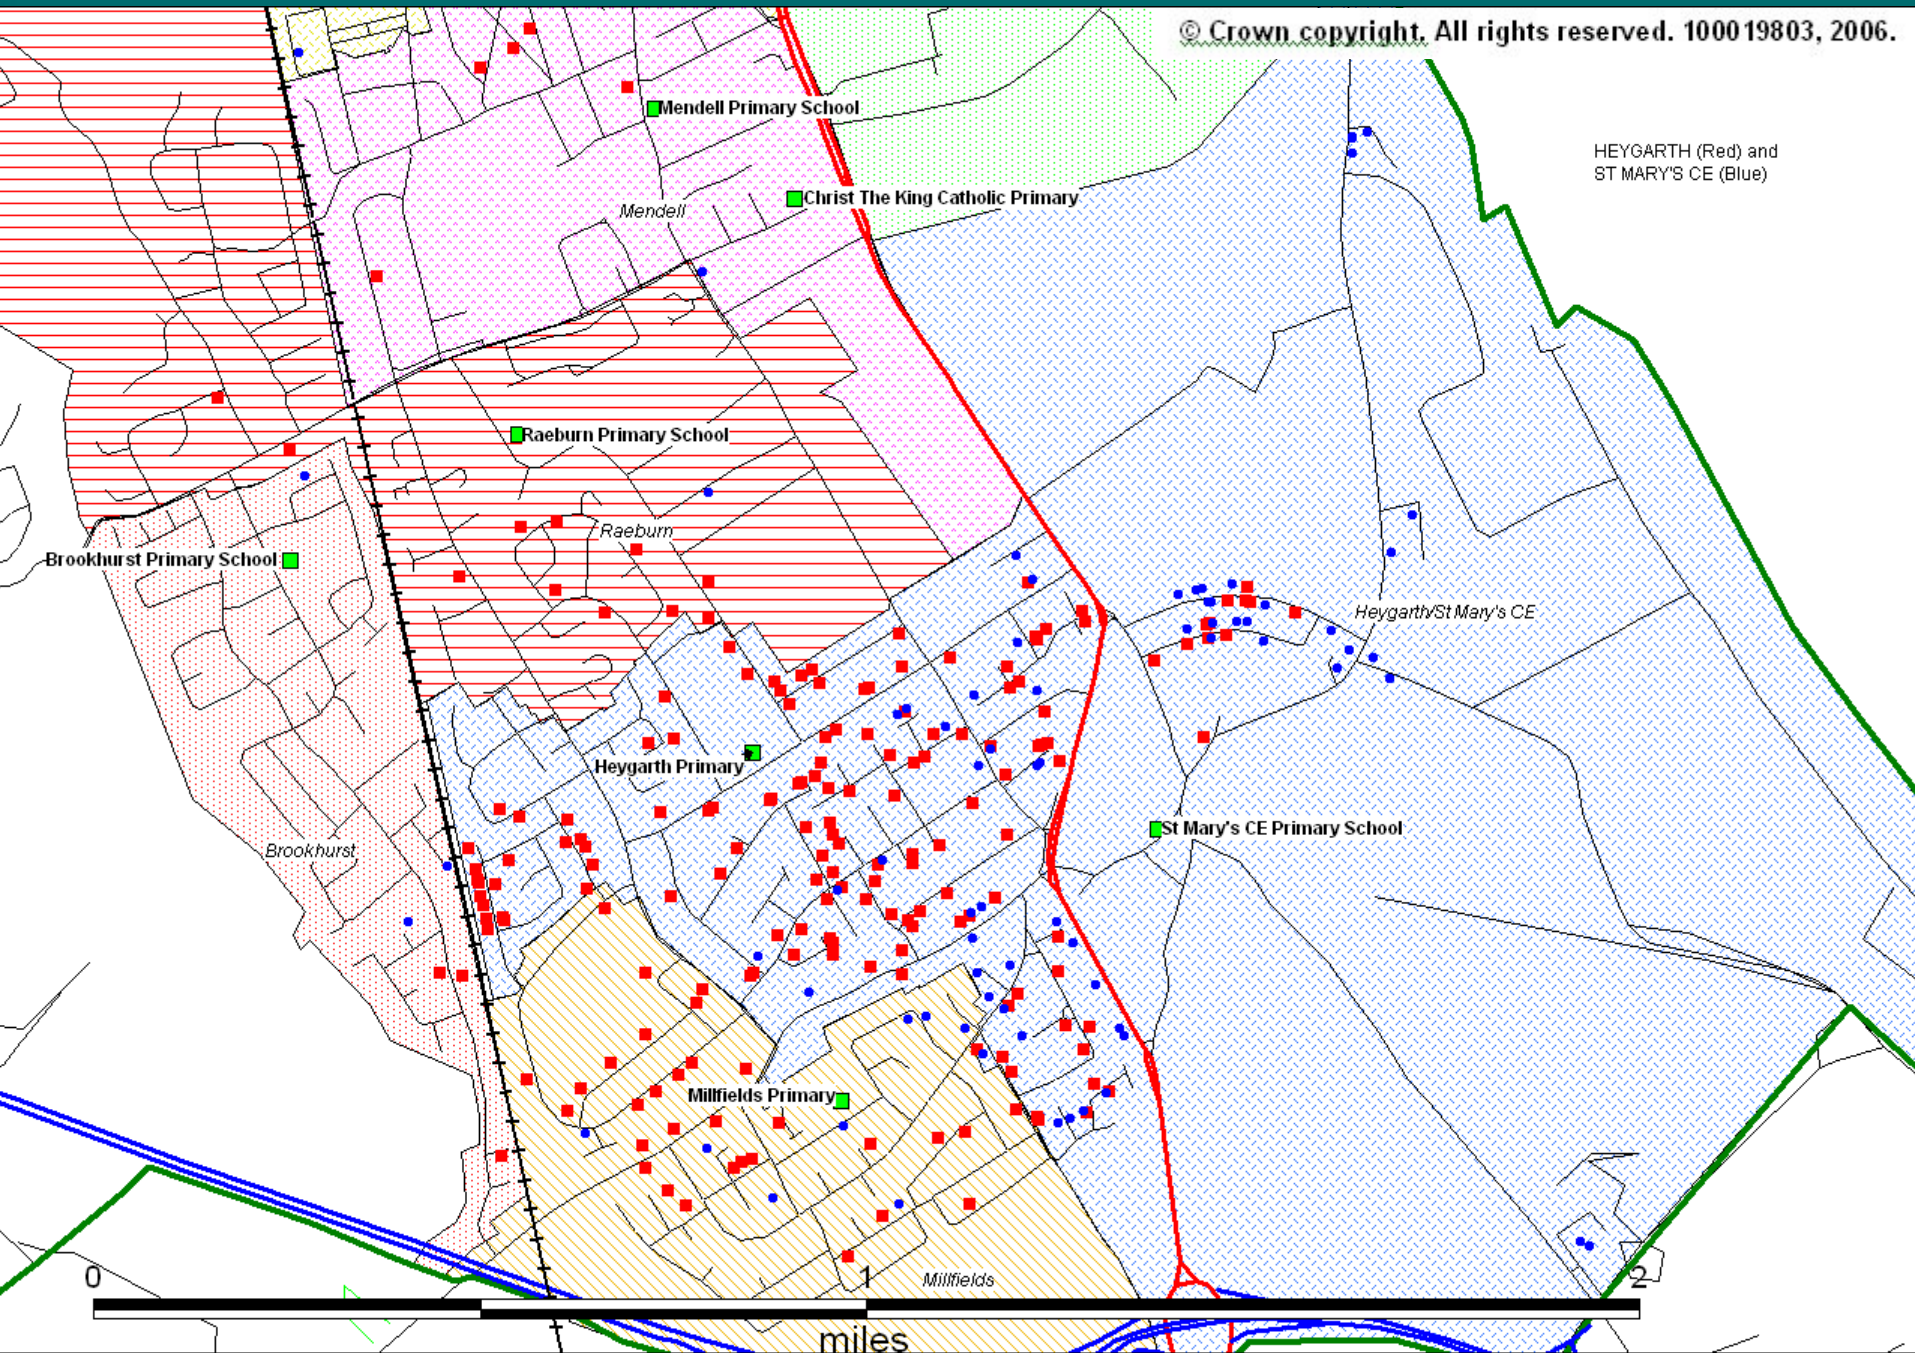 © Crown copyright. All rights reserved. 100019803, 2006.
Mendell Primary School
HEYGARTH (Red) and
ST MARY'S CE (Blue)
Christ The King Catholic Primary
Mendell
Raeburn Primary School
Raeburn
Brookhurst Primary School
Heygarth/St Mary's CE
Heygarth Primary
St Mary's CE Primary School
Brookhurst
Millfields Primary
Millfields
0 1 2
miles